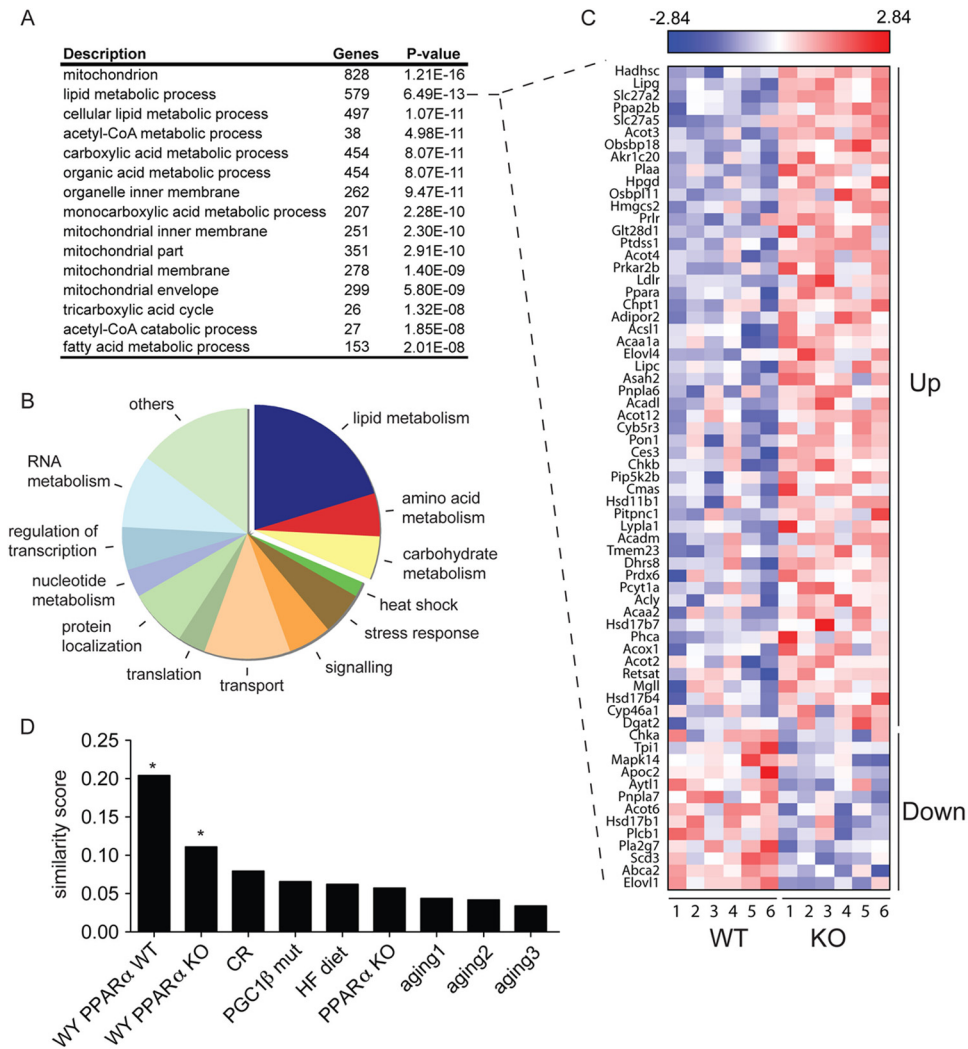 A
Description Genes P-value
mitochondrion 828 1.21E-16
lipid metabolic process 579 6.49E-13
cellular lipid metabolic process 497 1.07E-11
acetyl-CoA metabolic process 38 4.98E-11
carboxylic acid metabolic process 454 8.07E-11
organic acid metabolic process 454 8.07E-11
organelle inner membrane 262 9.47E-11
monocarboxylic acid metabolic process 207 2.28E-10
mitochondrial inner membrane 251 2.30E-10
mitochondrial part 351 2.91E-10
mitochondrial membrane 278 1.40E-09
mitochondrial envelope 299 5.80E-09
tricarboxylic acid cycle 26 1.32E-08
acetyl-CoA catabolic process 27 1.85E-08
fatty acid metabolic process 153 2.01E-08
B
others
lipid metabolism
RNA
metabolism
amino acid
metabolism
regulation of
transcription
carbohydrate
metabolism
nucleotide
metabolism
heat shock
protein
localization
stress response
translation
transport
signalling
C
-2.84 2.84
Hadhsc
Lipg
Slc27a2
Ppap2b
Slc27a5
Acot3
Obsbp18
Akr1c20
Plaa
Hpgd
Osbpl11
Hmgcs2
Prlr
Glt28d1
Ptdss1
Acot4
Prkar2b
Ldlr
Ppara
Chpt1
Adipor2
Acsl1
Acaa1a
Elovl4
Lipc
Asah2
Pnpla6
Acadl
Acot12
Cyb5r3
Pon1
Ces3
Chkb
Pip5k2b
Cmas
Hsd11b1
Pitpnc1
Lypla1
Acadm
Tmem23
Dhrs8
Prdx6
Pcyt1a
Acly
Acaa2
Hsd17b7
Phca
Acox1
Acot2
Retsat
Mgll
Hsd17b4
Cyp46a1
Dgat2
Chka
Tpi1
Mapk14
Apoc2
Aytl1
Pnpla7
Acot6
Hsd17b1
Plcb1
Pla2g7
Scd3
Abca2
Elovl1
Up
Down
1 2 3 4 5 6 1 2 3 4 5 6
WT KO
D
similarity score
0.25
0.20
0.15
0.10
0.05
0.00
*
*
WY PPARα WT
WY PPARα KO
CR
PGC1β mut
HF diet
PPARα KO
aging1
aging2
aging3